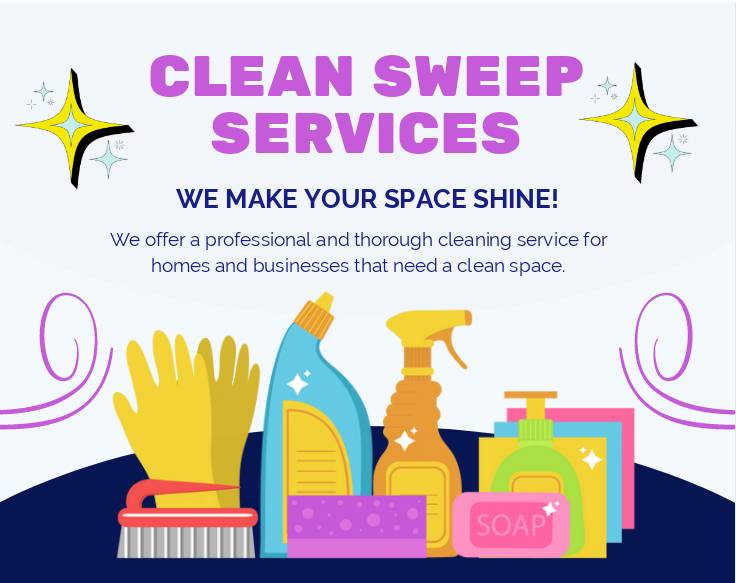 CLEAN SWEEP
SERVICES
WE MAKE YOUR SPACE SHINE!
We offer a professional and thorough cleaning service for
homes and businesses that need a clean space.
SOAP